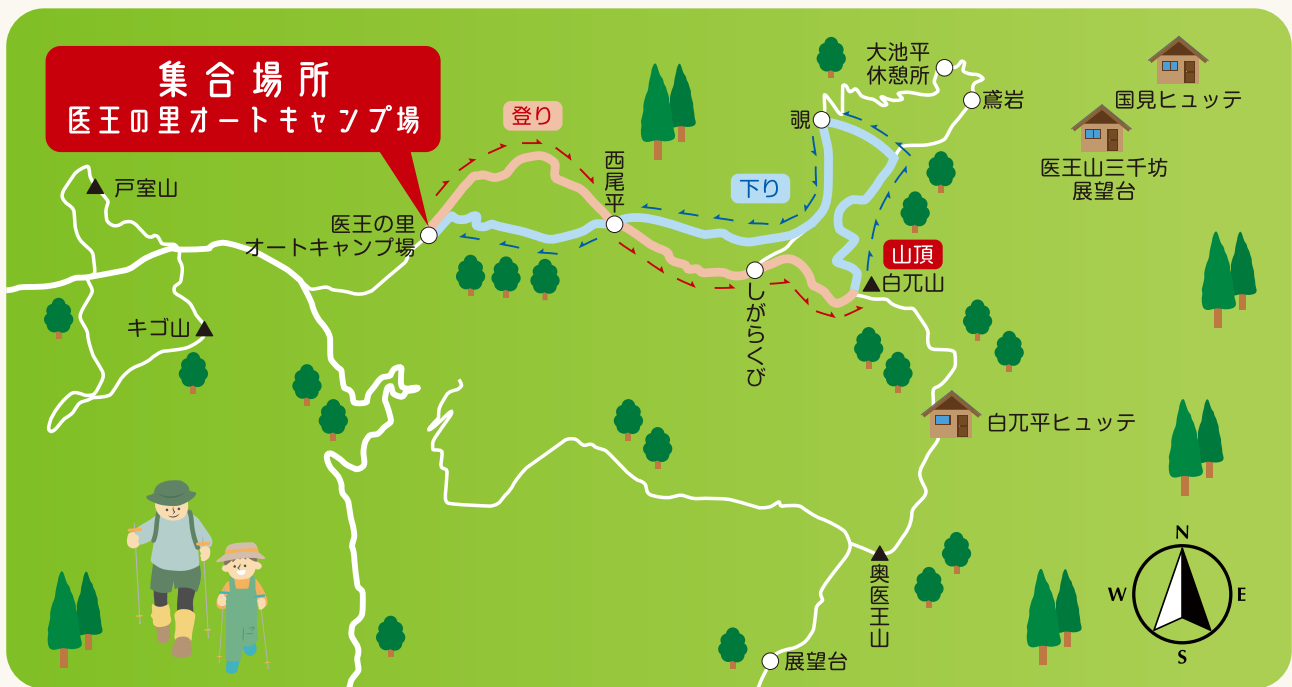 集合場所
医王の里オートキャンプ場
登り
西尾平
下り
覗
大池平
休憩所
鳶岩
国見ヒュッテ
医王山三千坊
展望台
戸室山
医王の里
オートキャンプ場
キゴ山
しがらくび
山頂
白兀山
白兀平ヒュッテ
奥医王山
展望台
N
W
E
S